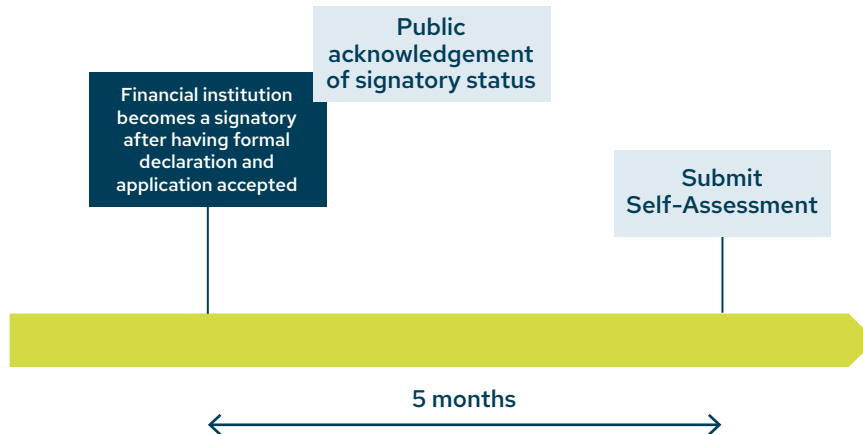 Public
acknowledgement
of signatory status
Financial institution
becomes a signatory
after having formal
declaration and
application accepted
Submit
Self-Assessment
5 months